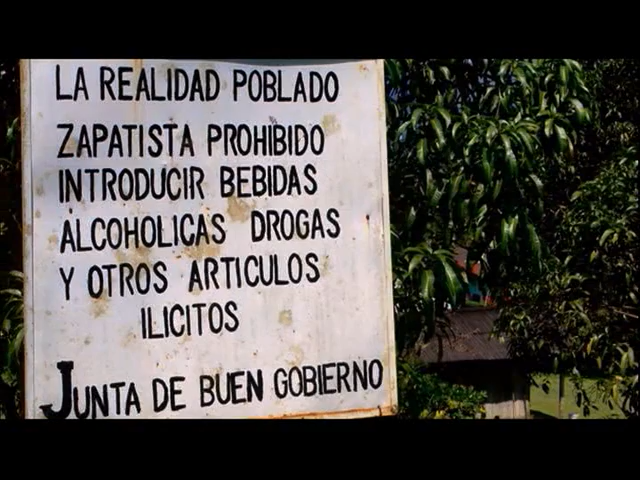 LA REALIDAD POBLADO
ZAPATISTA PROHIBIDO
INTRODUCIR BEBIDAS
ALCOHOLICAS DROGAS
Y OTROS ARTICULOS
ILICITOS
JUNTA DE BUEN GOBIERNO